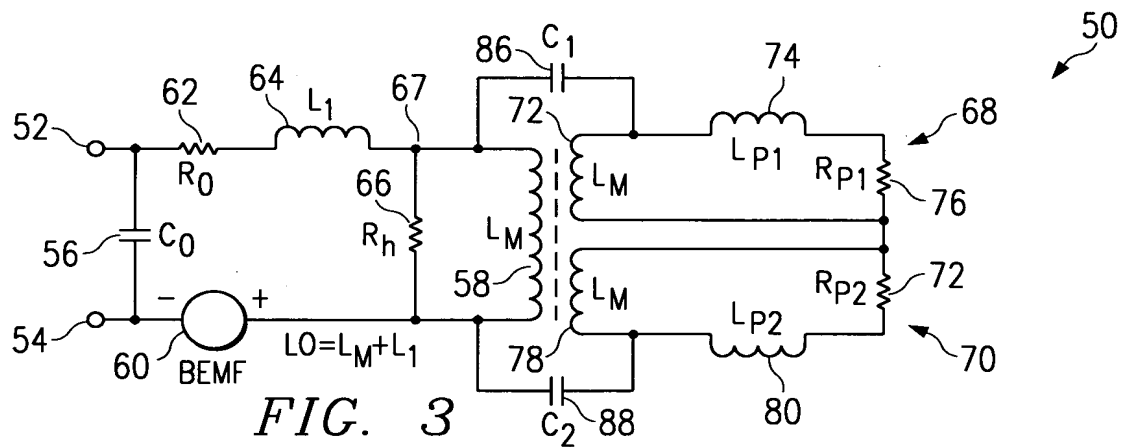 50
86
C1
74
64
62
L1
67
72
68
52
R0
LP1
66
LM
RP1
76
56
C0
Rh
LM
58
LM
RP2
72
54
- +
LP2
60
BEMF
L0=LM+L1
78
70
80
C2
88
FIG. 3